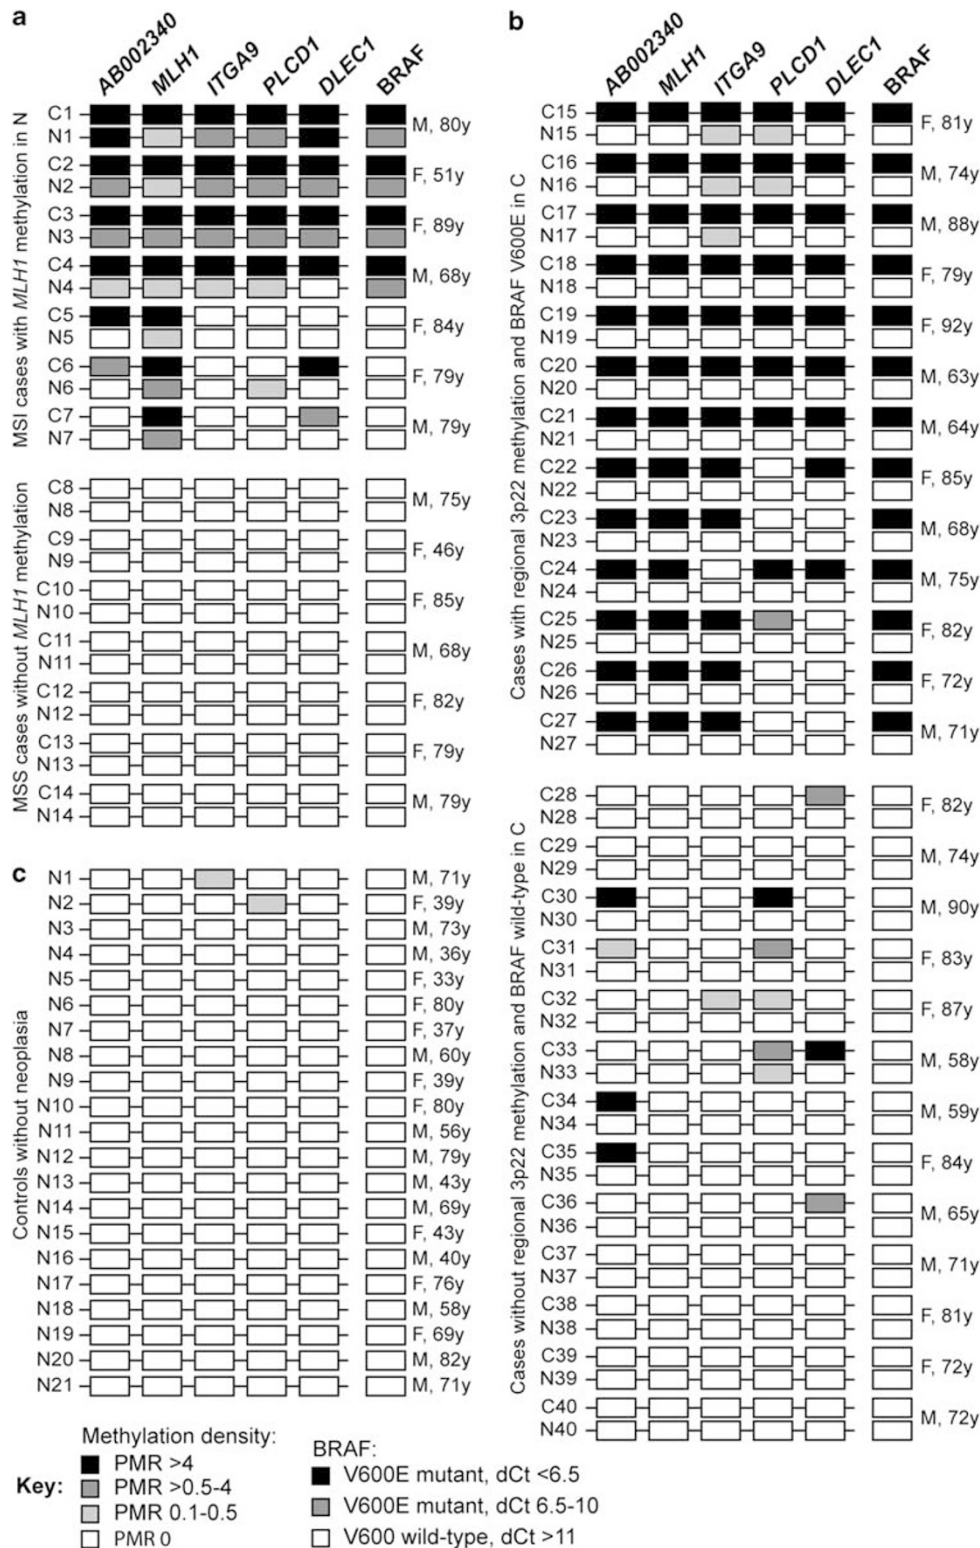 a
AB002340
MLH1
ITGA9
PLCD1
DLEC1
BRAF
MSI cases with MLH1 methylation in N
C1
N1
M, 80y
C2
N2
F, 51y
C3
N3
F, 89y
C4
N4
M, 68y
C5
N5
F, 84y
C6
N6
F, 79y
C7
N7
M, 79y
MSS cases without MLH1 methylation
C8
N8
M, 75y
C9
N9
F, 46y
C10
N10
F, 85y
C11
N11
M, 68y
C12
N12
F, 82y
C13
N13
F, 79y
C14
N14
M, 79y
b
AB002340
MLH1
ITGA9
PLCD1
DLEC1
BRAF
Cases with regional 3p22 methylation and BRAF V600E in C
C15
N15
F, 81y
C16
N16
M, 74y
C17
N17
M, 88y
C18
N18
F, 79y
C19
N19
F, 92y
C20
N20
M, 63y
C21
N21
M, 64y
C22
N22
F, 85y
C23
N23
M, 68y
C24
N24
M, 75y
C25
N25
F, 82y
C26
N26
F, 72y
C27
N27
M, 71y
Cases without regional 3p22 methylation and BRAF wild-type in C
C28
N28
F, 82y
C29
N29
M, 74y
C30
N30
M, 90y
C31
N31
F, 83y
C32
N32
F, 87y
C33
N33
M, 58y
C34
N34
M, 59y
C35
N35
F, 84y
C36
N36
M, 65y
C37
N37
M, 71y
C38
N38
F, 81y
C39
N39
F, 72y
C40
N40
M, 72y
c
Controls without neoplasia
N1 M, 71y
N2 F, 39y
N3 M, 73y
N4 M, 36y
N5 F, 33y
N6 F, 80y
N7 F, 37y
N8 M, 60y
N9 F, 39y
N10 F, 80y
N11 M, 56y
N12 M, 79y
N13 M, 43y
N14 M, 69y
N15 F, 43y
N16 M, 40y
N17 F, 76y
N18 M, 58y
N19 F, 69y
N20 M, 82y
N21 M, 71y
Key:
Methylation density:
PMR >4
PMR >0.5-4
PMR 0.1-0.5
PMR 0
BRAF:
V600E mutant, dCt <6.5
V600E mutant, dCt 6.5-10
V600 wild-type, dCt >11